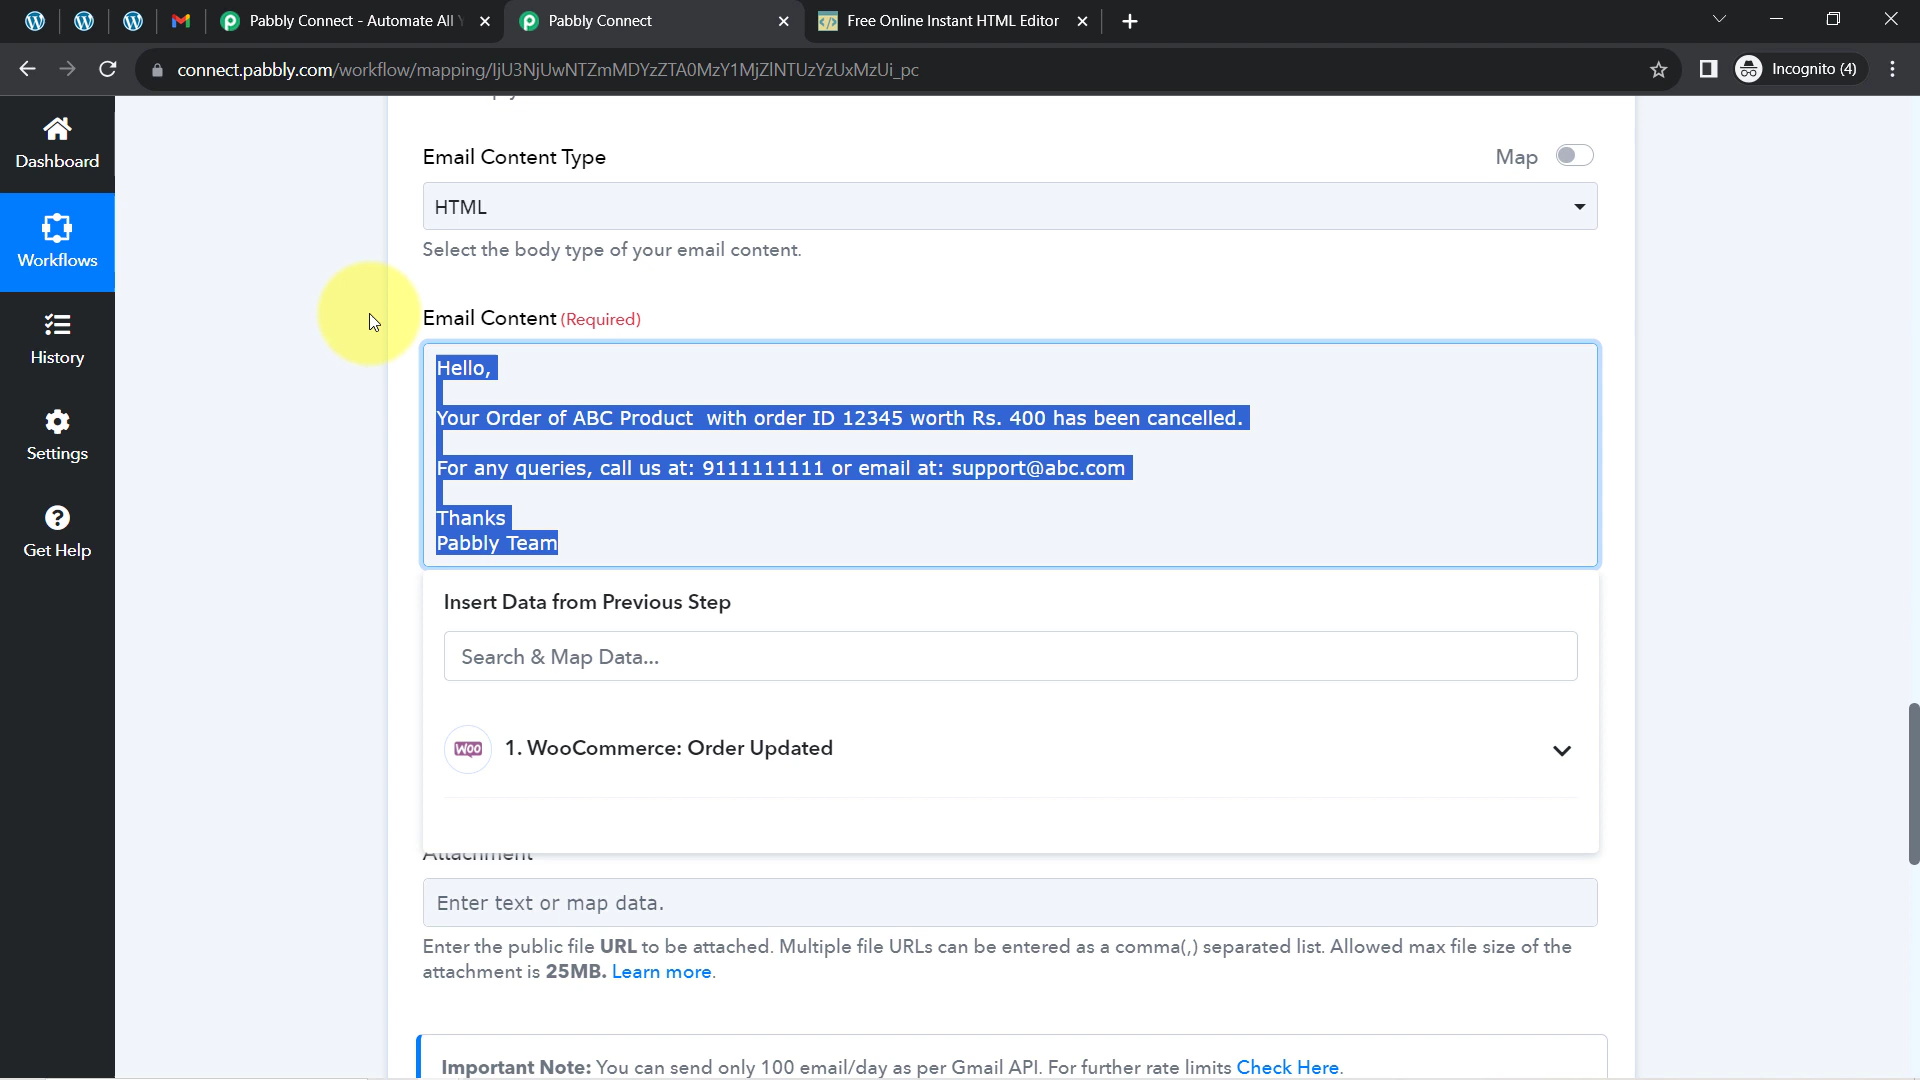 Pabbly Connect - Automate All Y
Pabbly Connect
Free Online Instant HTML Editor
connect.pabbly.com/workflow/mapping/IjU3NjUwNTZmMDYzZTA0MzY1MjZlNTUzYzUxMzUi_pc
Incognito (4)
Dashboard
Workflows
History
Settings
Get Help
Email Content Type
Map
HTML
Select the body type of your email content.
Email Content (Required)
Hello,
Your Order of ABC Product  with order ID 12345 worth Rs. 400 has been cancelled.
For any queries, call us at: 9111111111 or email at: support@abc.com
Thanks
Pabbly Team
Insert Data from Previous Step
Search & Map Data...
WOO
1. WooCommerce: Order Updated
Attachment
Enter text or map data.
Enter the public file URL to be attached. Multiple file URLs can be entered as a comma(,) separated list. Allowed max file size of the
attachment is 25MB. Learn more.
Important Note: You can send only 100 email/day as per Gmail API. For further rate limits Check Here.